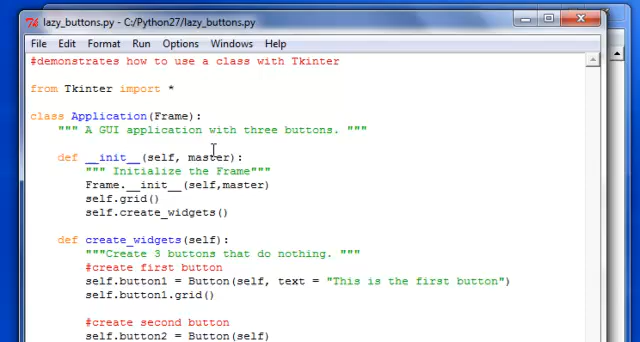 lazy_buttons.py - C:/Python27/lazy_buttons.py
File Edit Format Run Options Windows Help
#demonstrates how to use a class with Tkinter
from Tkinter import *
class Application(Frame):
""" A GUI application with three buttons. """
def __init__(self, master):
""" Initialize the Frame"""
Frame.__init__(self,master)
self.grid()
self.create_widgets()
def create_widgets(self):
"""Create 3 buttons that do nothing. """
#create first button
self.button1 = Button(self, text = "This is the first button")
self.button1.grid()
#create second button
self.button2 = Button(self)